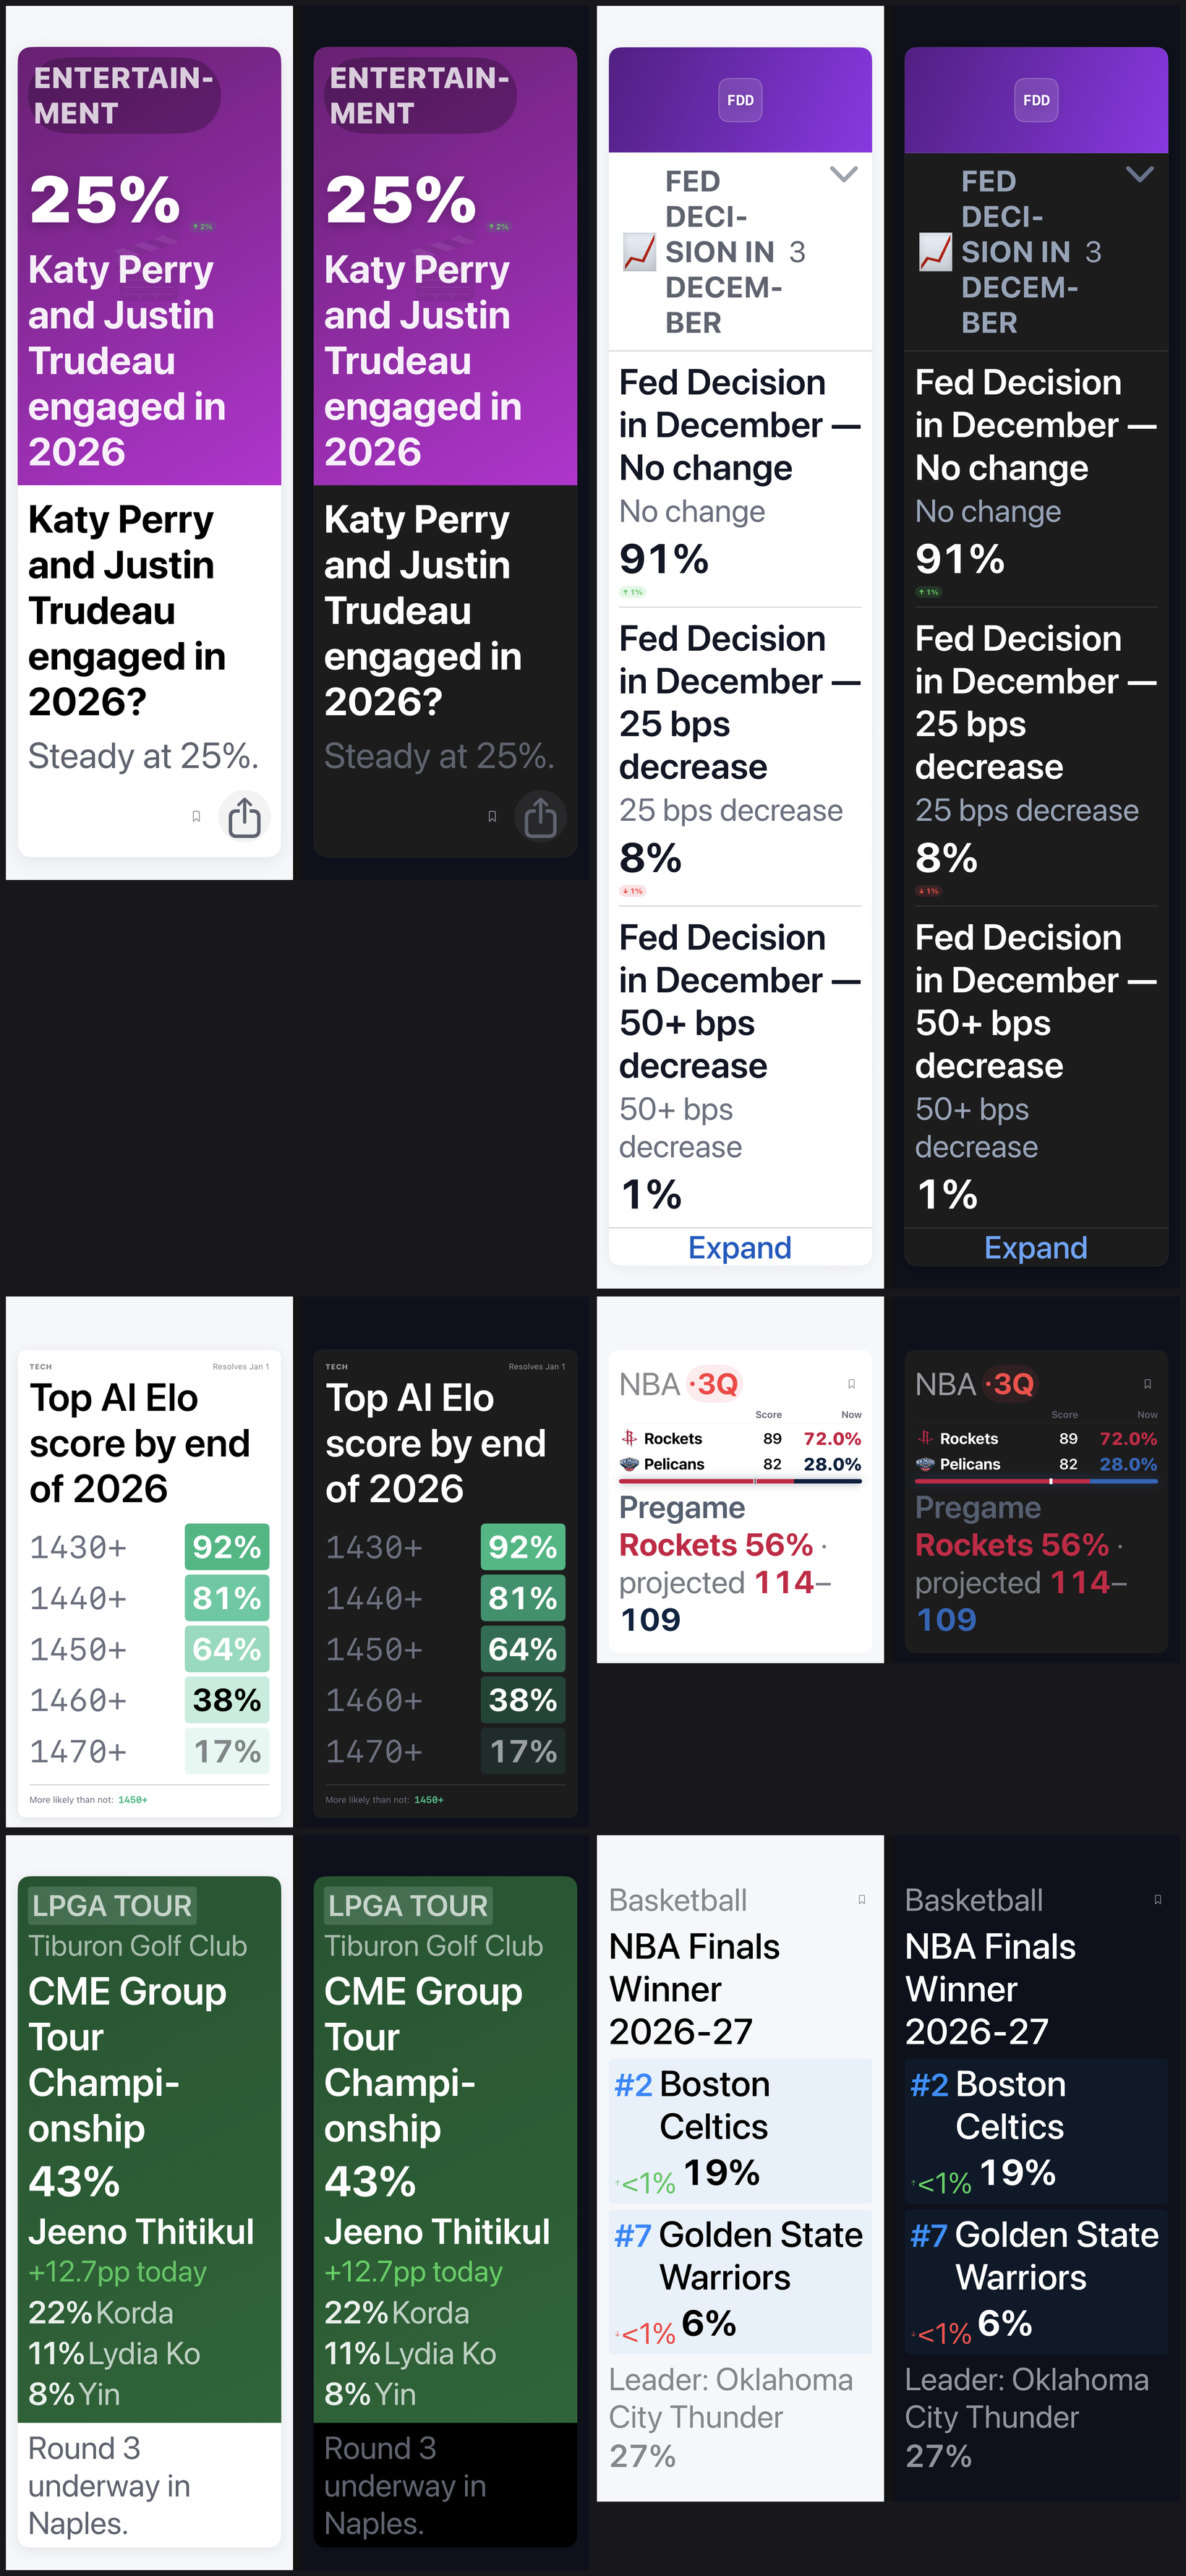 ENTERTAIN-
MENT
25%
↑ 2%
Katy Perry
and Justin
Trudeau
engaged in
2026
Katy Perry
and Justin
Trudeau
engaged in
2026?
Steady at 25%.
ENTERTAIN-
MENT
25%
↑ 2%
Katy Perry
and Justin
Trudeau
engaged in
2026
Katy Perry
and Justin
Trudeau
engaged in
2026?
Steady at 25%.
FDD
FED
DECI-
SION IN 3
DECEM-
BER
Fed Decision
in December —
No change
No change
91%
↑ 1%
Fed Decision
in December —
25 bps
decrease
25 bps decrease
8%
↓ 1%
Fed Decision
in December —
50+ bps
decrease
50+ bps
decrease
1%
Expand
FDD
FED
DECI-
SION IN 3
DECEM-
BER
Fed Decision
in December —
No change
No change
91%
↑ 1%
Fed Decision
in December —
25 bps
decrease
25 bps decrease
8%
↓ 1%
Fed Decision
in December —
50+ bps
decrease
50+ bps
decrease
1%
Expand
TECH Resolves Jan 1
Top AI Elo
score by end
of 2026
1430+ 92%
1440+ 81%
1450+ 64%
1460+ 38%
1470+ 17%
More likely than not: 1450+
TECH Resolves Jan 1
Top AI Elo
score by end
of 2026
1430+ 92%
1440+ 81%
1450+ 64%
1460+ 38%
1470+ 17%
More likely than not: 1450+
NBA ·3Q
Score Now
Rockets 89 72.0%
Pelicans 82 28.0%
Pregame
Rockets 56% ·
projected 114–
109
NBA ·3Q
Score Now
Rockets 89 72.0%
Pelicans 82 28.0%
Pregame
Rockets 56% ·
projected 114–
109
LPGA TOUR
Tiburon Golf Club
CME Group
Tour
Champi-
onship
43%
Jeeno Thitikul
+12.7pp today
22% Korda
11% Lydia Ko
8% Yin
Round 3
underway in
Naples.
LPGA TOUR
Tiburon Golf Club
CME Group
Tour
Champi-
onship
43%
Jeeno Thitikul
+12.7pp today
22% Korda
11% Lydia Ko
8% Yin
Round 3
underway in
Naples.
Basketball
NBA Finals
Winner
2026-27
#2 Boston
Celtics
↑<1% 19%
#7 Golden State
Warriors
↓<1% 6%
Leader: Oklahoma
City Thunder
27%
Basketball
NBA Finals
Winner
2026-27
#2 Boston
Celtics
↑<1% 19%
#7 Golden State
Warriors
↓<1% 6%
Leader: Oklahoma
City Thunder
27%